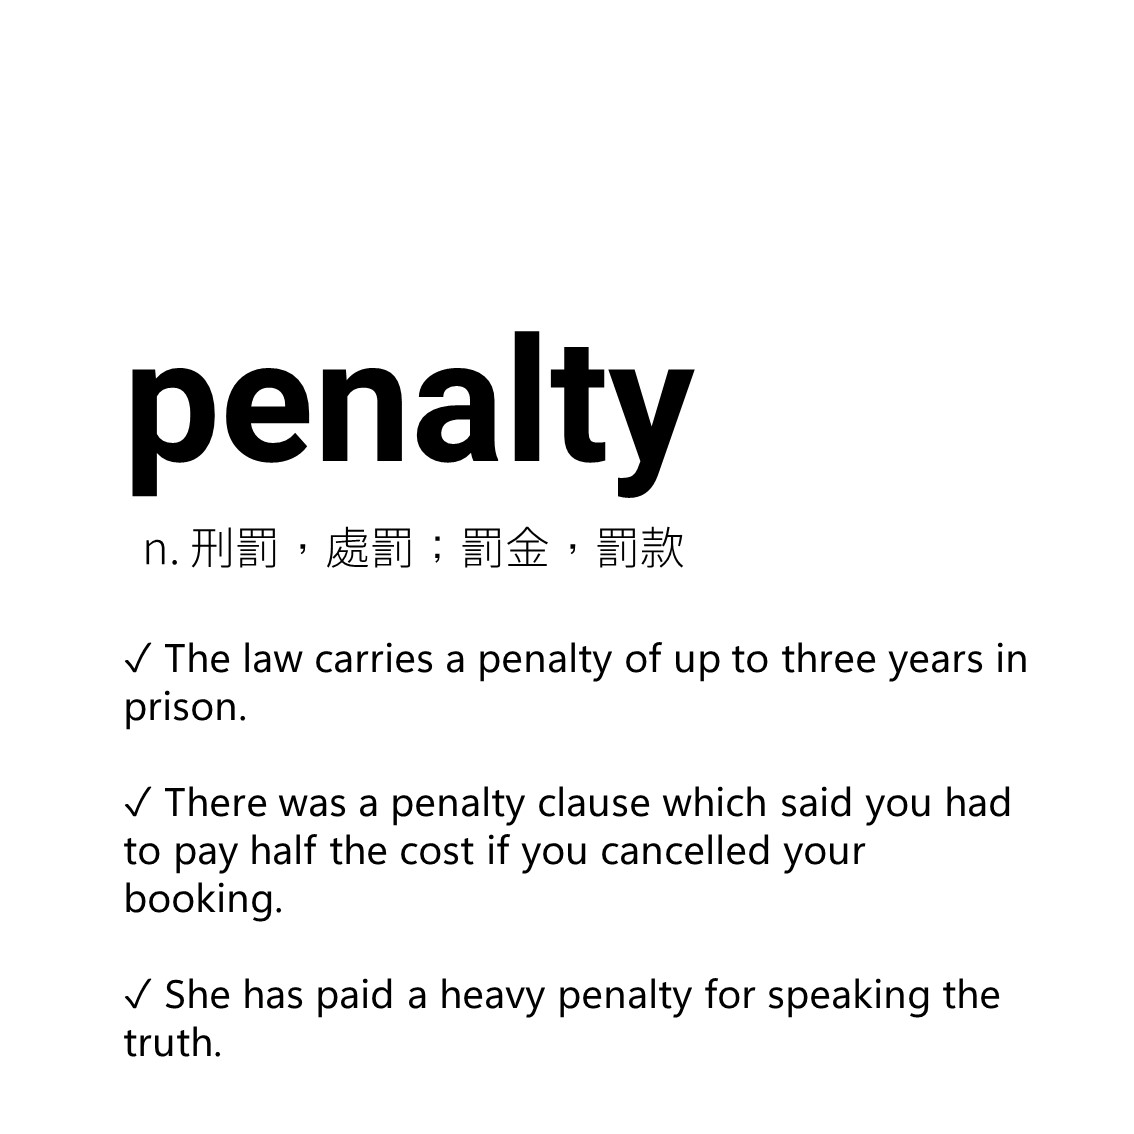 penalty
n. 刑罰，處罰；罰金，罰款
✓ The law carries a penalty of up to three years in
prison.
✓ There was a penalty clause which said you had
to pay half the cost if you cancelled your
booking.
✓ She has paid a heavy penalty for speaking the
truth.